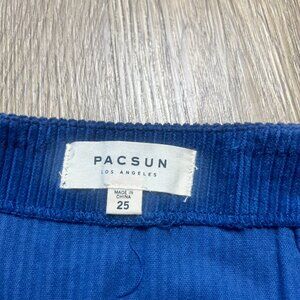 PACSUN
LOS ANGELES
MADE IN
CHINA
25